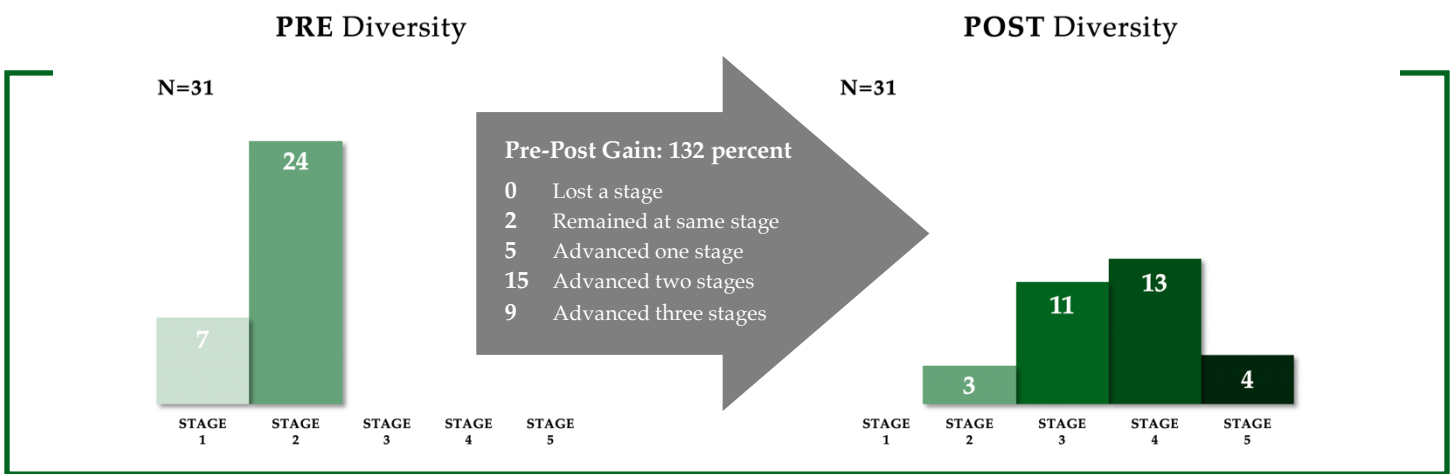 PRE Diversity
N=31
7
24
STAGE 1
STAGE 2
STAGE 3
STAGE 4
STAGE 5
Pre-Post Gain: 132 percent
0 Lost a stage
2 Remained at same stage
5 Advanced one stage
15 Advanced two stages
9 Advanced three stages
POST Diversity
N=31
3
11
13
4
STAGE 1
STAGE 2
STAGE 3
STAGE 4
STAGE 5